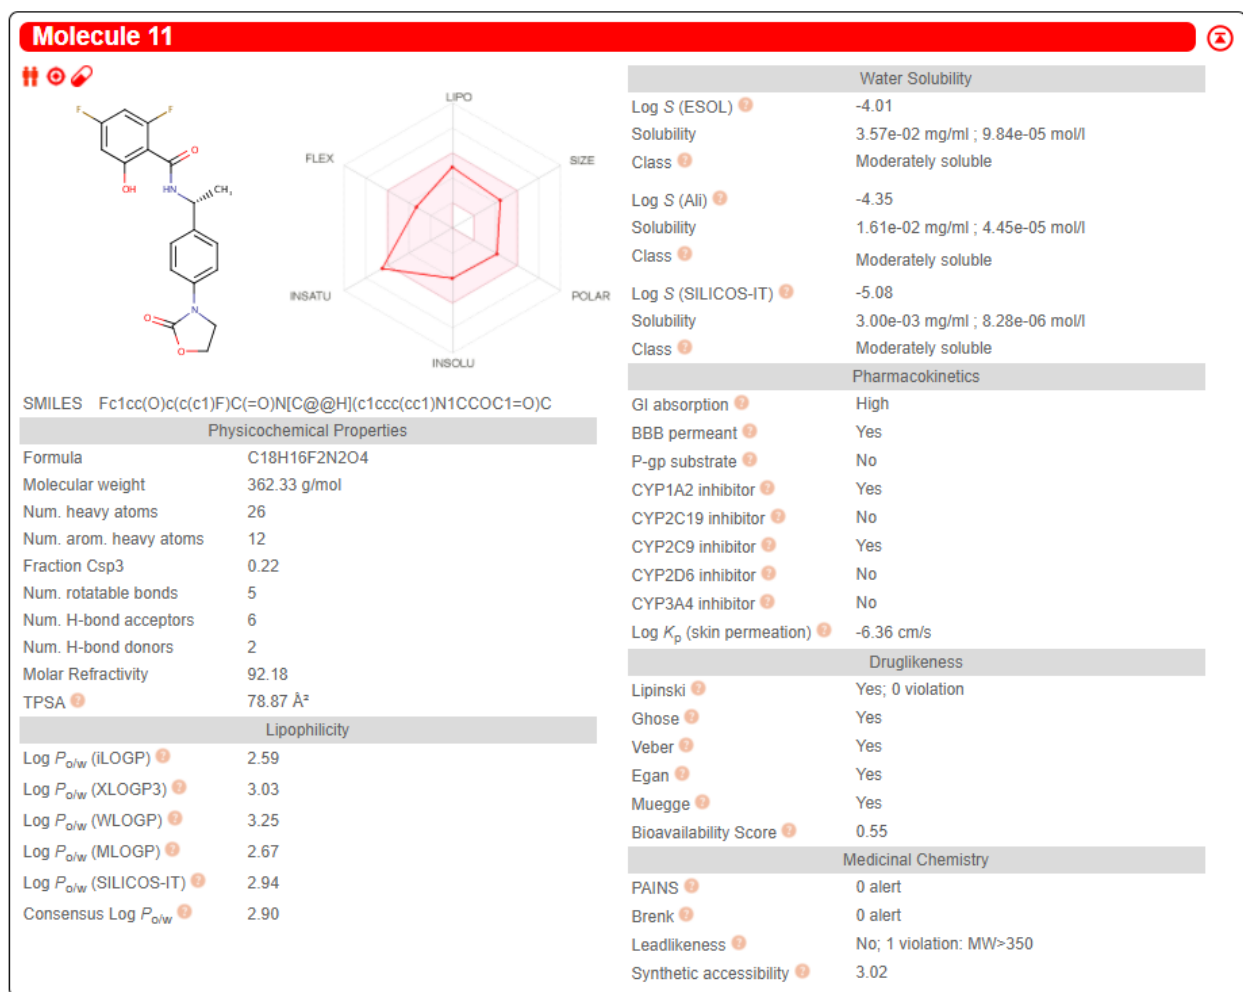 Molecule 11
F
F
O
OH
HN
CH3
N
O
O
LIPO
FLEX
SIZE
INSATU
POLAR
INSOLU
SMILES Fc1cc(O)c(c(c1)F)C(=O)N[C@@H](c1ccc(cc1)N1CCOC1=O)C
Physicochemical Properties
Formula C18H16F2N2O4
Molecular weight 362.33 g/mol
Num. heavy atoms 26
Num. arom. heavy atoms 12
Fraction Csp3 0.22
Num. rotatable bonds 5
Num. H-bond acceptors 6
Num. H-bond donors 2
Molar Refractivity 92.18
TPSA ? 78.87 Å²
Lipophilicity
Log Po/w (iLOGP) ? 2.59
Log Po/w (XLOGP3) ? 3.03
Log Po/w (WLOGP) ? 3.25
Log Po/w (MLOGP) ? 2.67
Log Po/w (SILICOS-IT) ? 2.94
Consensus Log Po/w ? 2.90
Water Solubility
Log S (ESOL) ? -4.01
Solubility 3.57e-02 mg/ml ; 9.84e-05 mol/l
Class ? Moderately soluble
Log S (Ali) ? -4.35
Solubility 1.61e-02 mg/ml ; 4.45e-05 mol/l
Class ? Moderately soluble
Log S (SILICOS-IT) ? -5.08
Solubility 3.00e-03 mg/ml ; 8.28e-06 mol/l
Class ? Moderately soluble
Pharmacokinetics
GI absorption ? High
BBB permeant ? Yes
P-gp substrate ? No
CYP1A2 inhibitor ? Yes
CYP2C19 inhibitor ? No
CYP2C9 inhibitor ? Yes
CYP2D6 inhibitor ? No
CYP3A4 inhibitor ? No
Log Kp (skin permeation) ? -6.36 cm/s
Druglikeness
Lipinski ? Yes; 0 violation
Ghose ? Yes
Veber ? Yes
Egan ? Yes
Muegge ? Yes
Bioavailability Score ? 0.55
Medicinal Chemistry
PAINS ? 0 alert
Brenk ? 0 alert
Leadlikeness ? No; 1 violation: MW>350
Synthetic accessibility ? 3.02